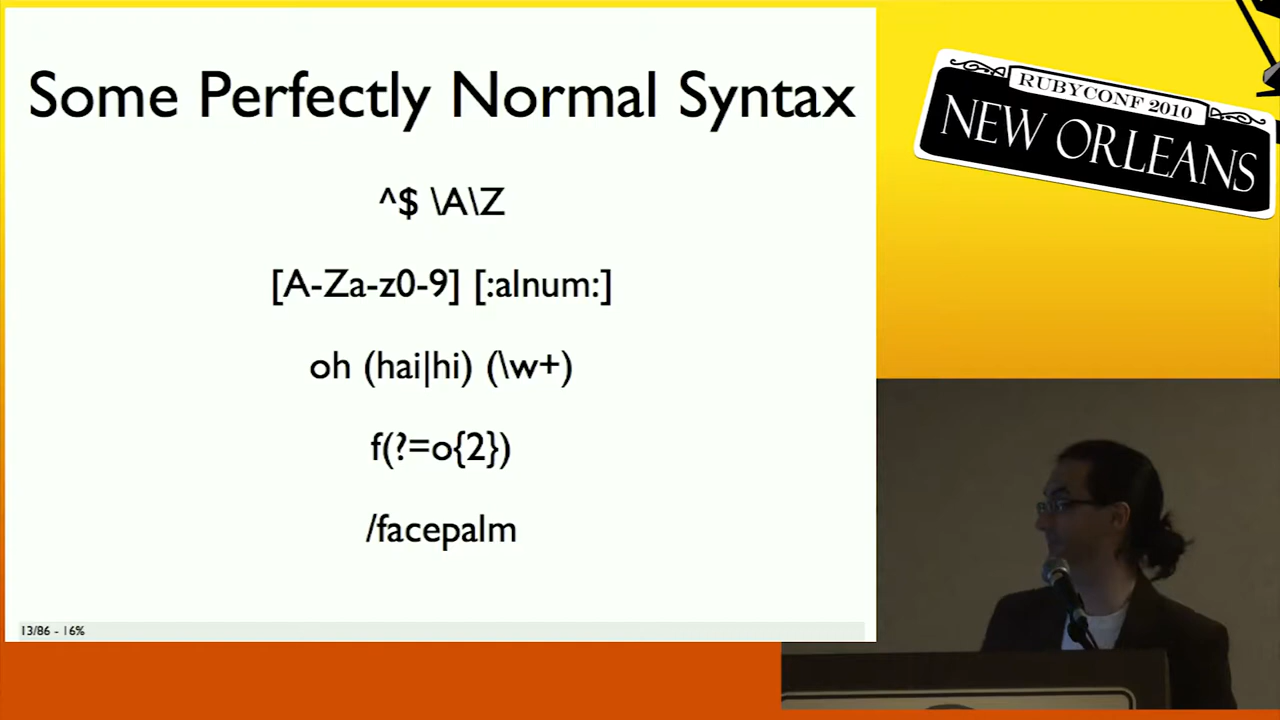 Some Perfectly Normal Syntax
^$ \A\Z
[A-Za-z0-9] [:alnum:]
oh (hai|hi) (\w+)
f(?=o{2})
/facepalm
13/86 - 16%
RUBYCONF 2010
NEW ORLEANS